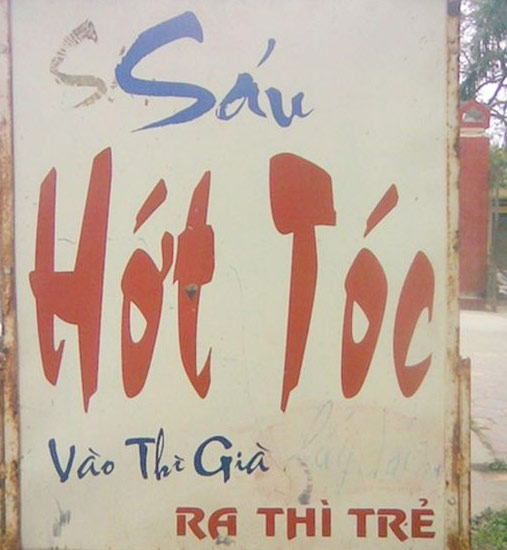 Sáu
Hớt Tóc
Vào Thì Già
RA THÌ TRẺ